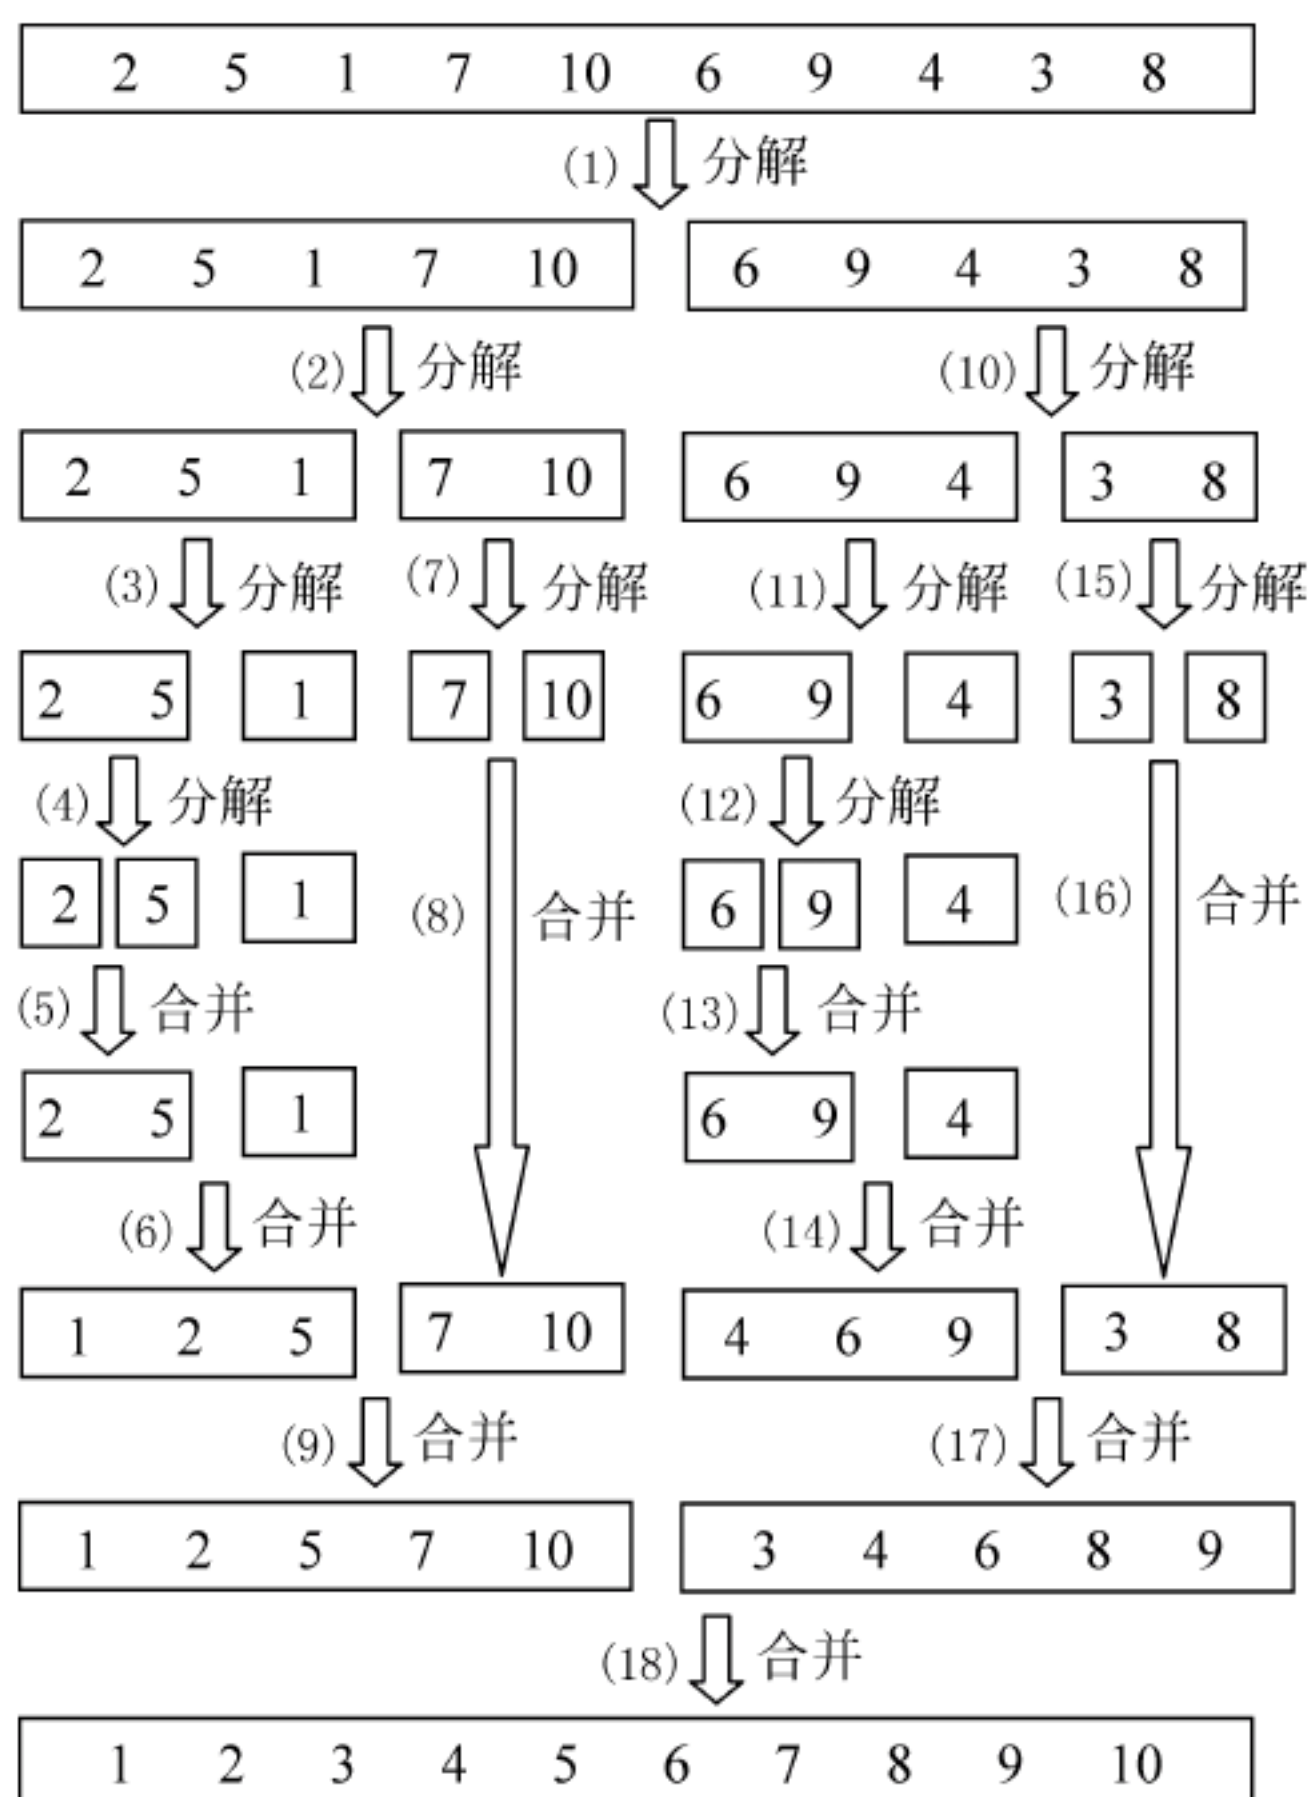 2 5 1 7 10 6 9 4 3 8
(1) 分解
2 5 1 7 10 6 9 4 3 8
(2) 分解 (10) 分解
2 5 1 7 10 6 9 4 3 8
(3) 分解 (7) 分解 (11) 分解 (15) 分解
2 5 1 7 10 6 9 4 3 8
(4) 分解 (12) 分解
2 5 1 (8) 合并 6 9 4 (16) 合并
(5) 合并 (13) 合并
2 5 1 6 9 4
(6) 合并 (14) 合并
1 2 5 7 10 4 6 9 3 8
(9) 合并 (17) 合并
1 2 5 7 10 3 4 6 8 9
(18) 合并
1 2 3 4 5 6 7 8 9 10